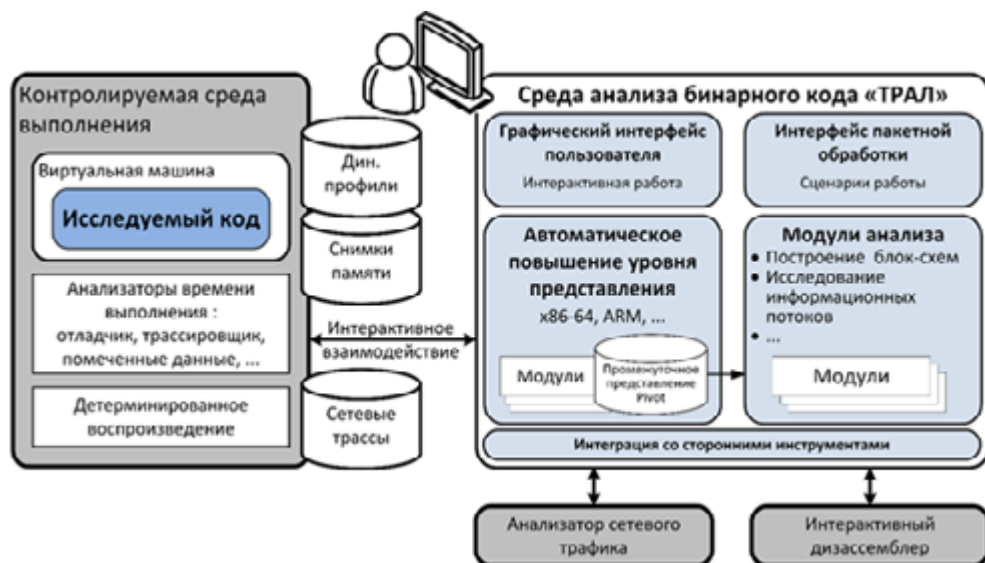 Контролируемая среда
выполнения
Виртуальная машина
Исследуемый код
Анализаторы времени
выполнения :
отладчик, трассировщик,
помеченные данные, ...
Детерминированное
воспроизведение
Дин.
профили
Снимки
памяти
Интерактивное
взаимодействие
Сетевые
трассы
Среда анализа бинарного кода «ТРАЛ»
Графический интерфейс
пользователя
Интерактивная работа
Интерфейс пакетной
обработки
Сценарии работы
Автоматическое
повышение уровня
представления
x86-64, ARM, ...
Модули
Промежуточное
представление
Pivot
Модули анализа
● Построение блок-схем
● Исследование
информационных
потоков
● ...
Модули
Интеграция со сторонними инструментами
Анализатор сетевого
трафика
Интерактивный
дизассемблер